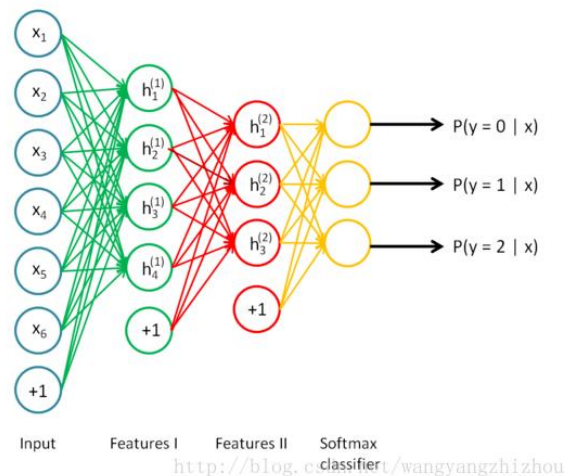 x1
x2
x3
x4
x5
x6
+1
h1(1)
h2(1)
h3(1)
h4(1)
+1
h1(2)
h2(2)
h3(2)
+1
P(y = 0 | x)
P(y = 1 | x)
P(y = 2 | x)
Input
Features I
Features II
Softmax
classifier
http://blog.csdn.net/wangyangzhizhou